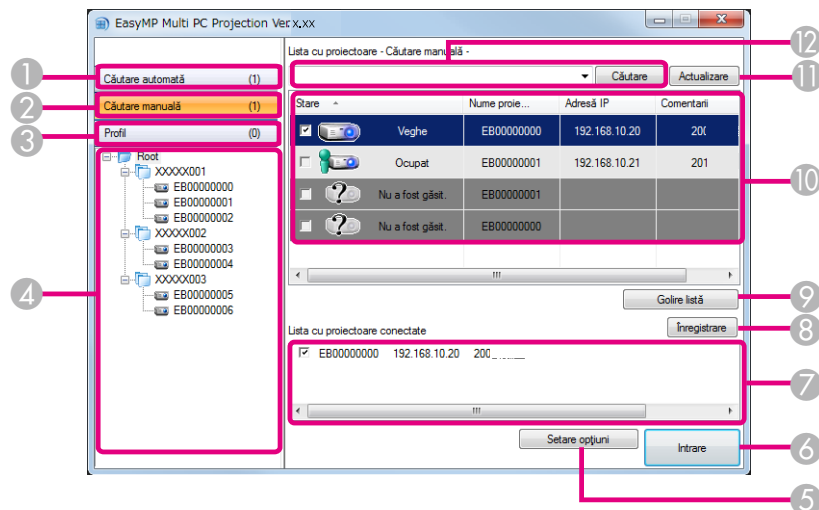 EasyMP Multi PC Projection Ver.x.xx
Lista cu proiectoare - Căutare manuală -
12
1
Căutare automată (1)
Căutare Actualizare
11
2
Căutare manuală (1)
Stare Nume proie... Adresă IP Comentarii
3
Profil (0)
Veghe EB00000000 192.168.10.20 200
Ocupat EB00000001 192.168.10.21 201
10
Nu a fost găsit. EB00000001
Nu a fost găsit. EB00000000
4
Root
XXXXX001
EB00000000
EB00000001
EB00000002
XXXXX002
EB00000003
EB00000004
XXXXX003
EB00000005
EB00000006
Golire listă
9
Lista cu proiectoare conectate
Înregistrare
8
EB00000000 192.168.10.20 200
7
Setare opţiuni
Intrare
6
5